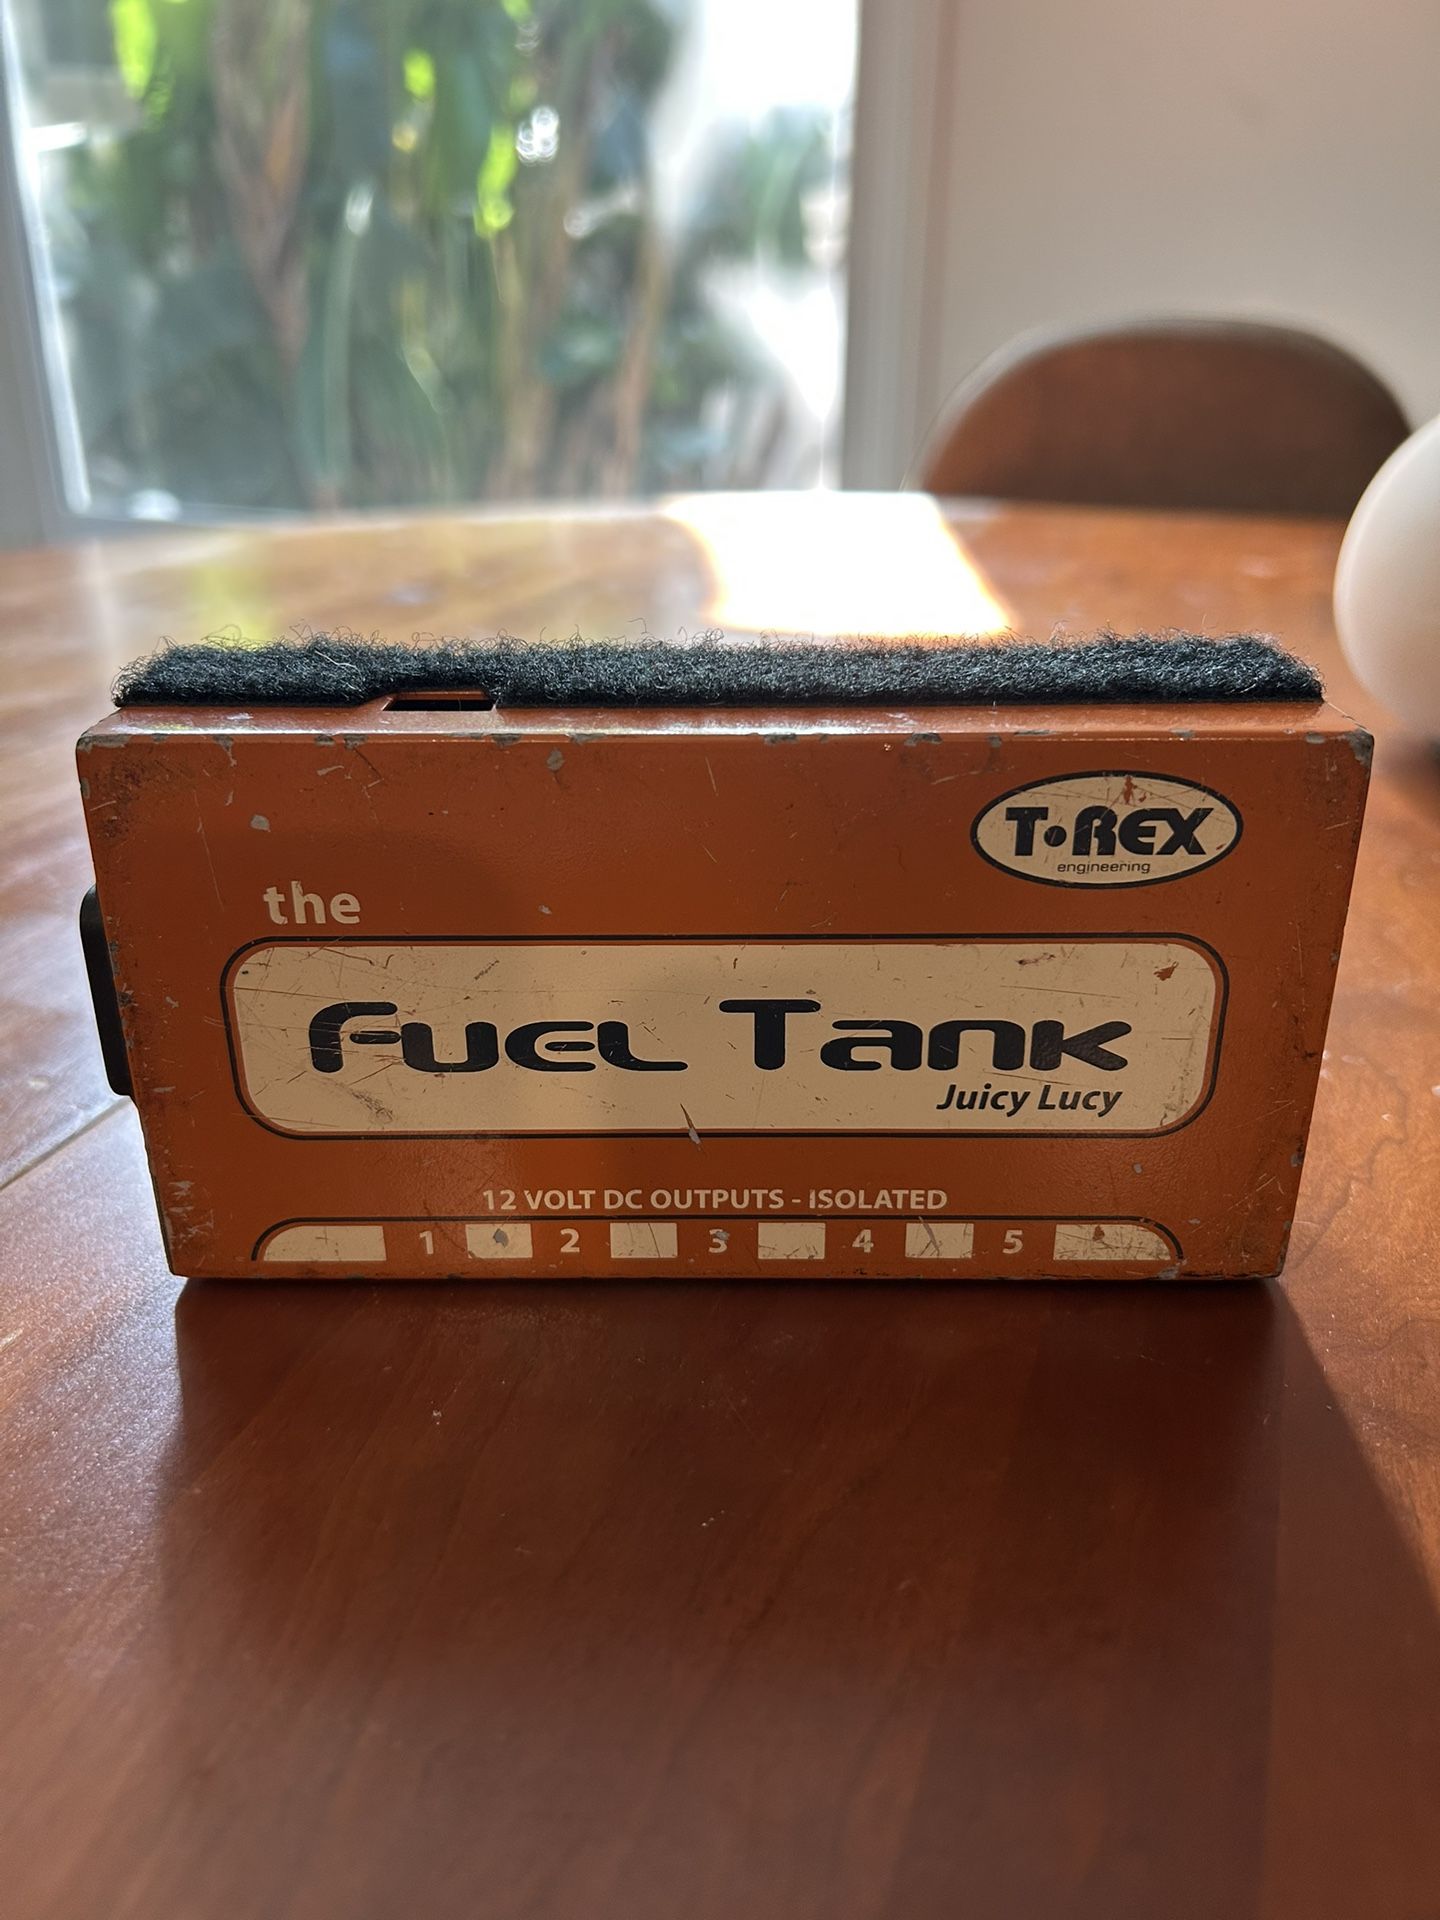 T•REX
engineering
the
Fuel Tank
Juicy Lucy
12 VOLT DC OUTPUTS - ISOLATED
1 2 3 4 5